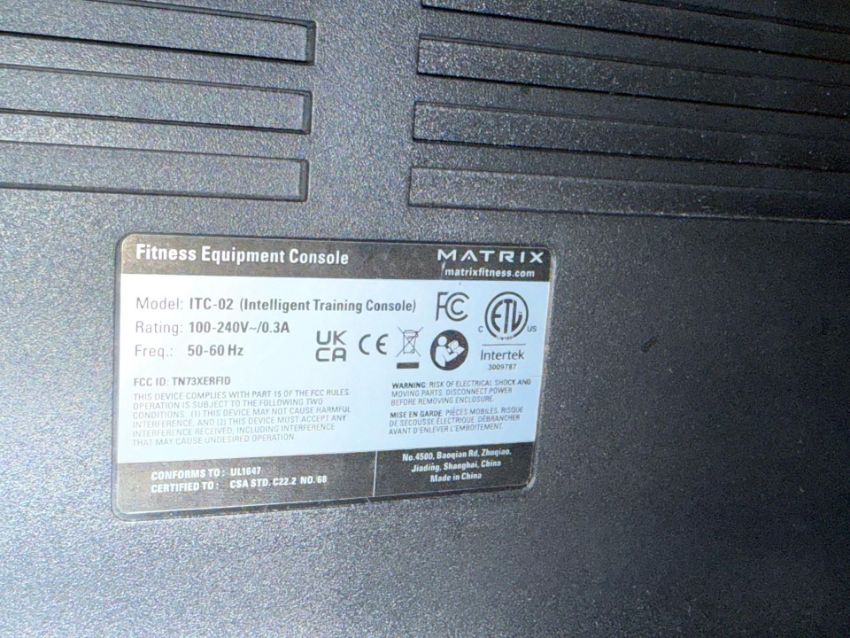 Fitness Equipment Console
MATRIX
matrixfitness.com
Model: ITC-02 (Intelligent Training Console)
Rating: 100-240V~/0.3A
Freq.: 50-60 Hz
UK
CA
CE
FC
C ETL US
Intertek
3009787
FCC ID: TN73XERFID
THIS DEVICE COMPLIES WITH PART 15 OF THE FCC RULES.
OPERATION IS SUBJECT TO THE FOLLOWING TWO
CONDITIONS: (1) THIS DEVICE MAY NOT CAUSE HARMFUL
INTERFERENCE, AND (2) THIS DEVICE MUST ACCEPT ANY
INTERFERENCE RECEIVED, INCLUDING INTERFERENCE
THAT MAY CAUSE UNDESIRED OPERATION.
WARNING: RISK OF ELECTRICAL SHOCK AND
MOVING PARTS. DISCONNECT POWER
BEFORE REMOVING ENCLOSURE.
MISE EN GARDE: PIÈCES MOBILES. RISQUE
DE SECOUSSE ÉLECTRIQUE. DÉBRANCHER
AVANT D'ENLEVER L'EMBOITEMENT.
CONFORMS TO: UL1647
CERTIFIED TO: CSA STD. C22.2 NO. 68
No.4500, Baoqian Rd, Zhuqiao,
Jiading, Shanghai, China
Made in China